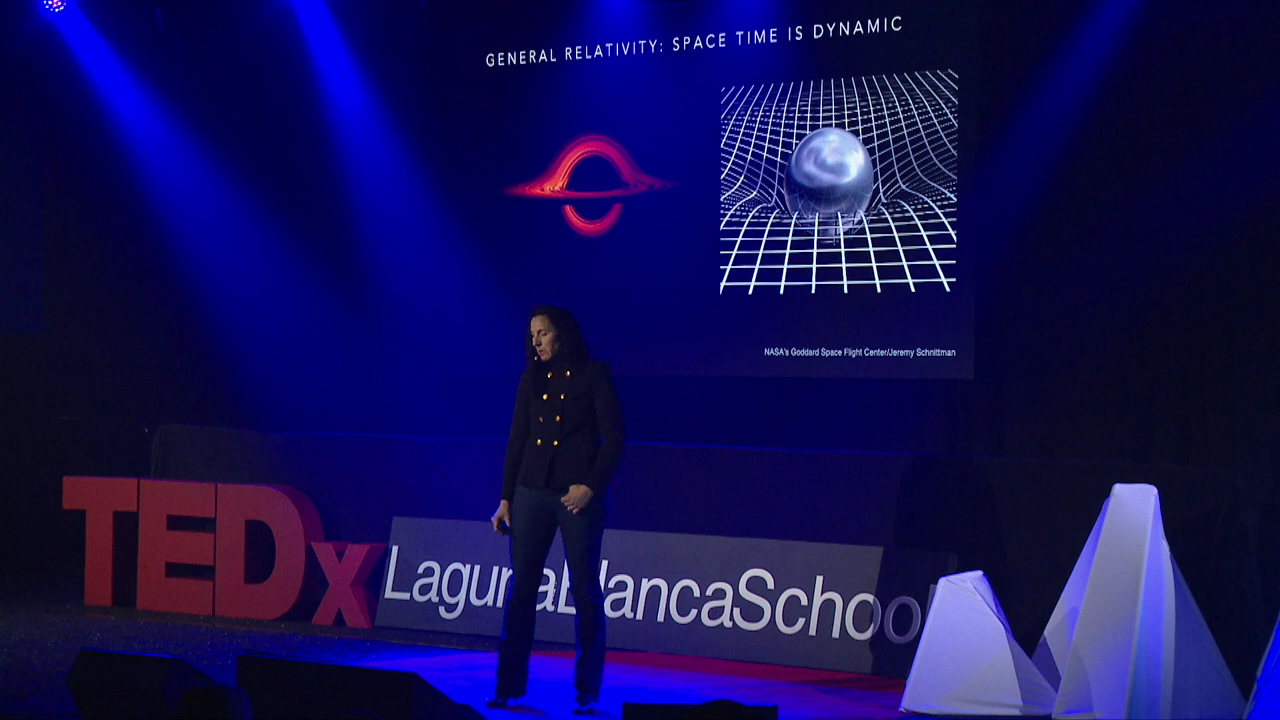 GENERAL RELATIVITY: SPACE TIME IS DYNAMIC
NASA's Goddard Space Flight Center/Jeremy Schnittman
TEDx
LagunaBlancaSchool